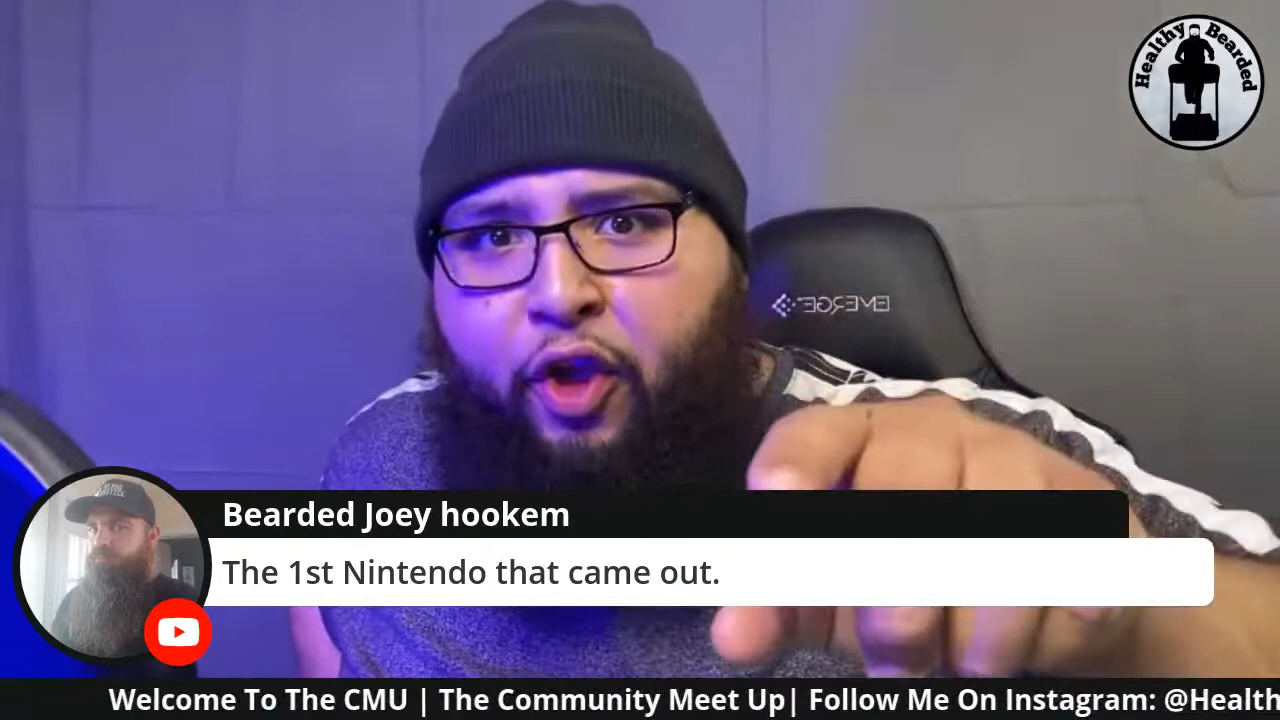 Healthy Bearded
EMERGE
Bearded Joey hookem
The 1st Nintendo that came out.
Welcome To The CMU | The Community Meet Up| Follow Me On Instagram: @Health